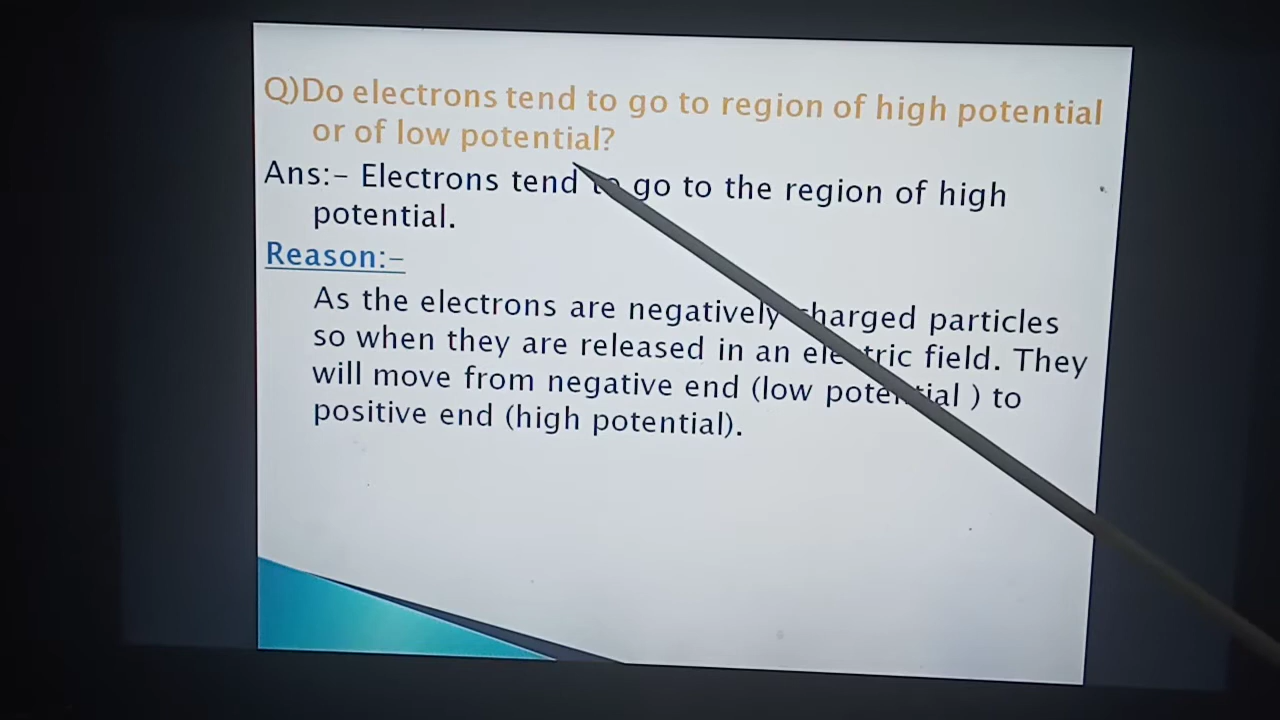 Q)Do electrons tend to go to region of high potential
or of low potential?
Ans:- Electrons tend to go to the region of high
potential.
Reason:-
As the electrons are negatively charged particles
so when they are released in an electric field. They
will move from negative end (low potential ) to
positive end (high potential).